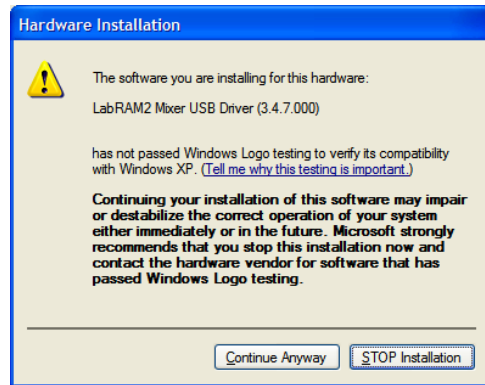 Hardware Installation
The software you are installing for this hardware:
LabRAM2 Mixer USB Driver (3.4.7.000)
has not passed Windows Logo testing to verify its compatibility
with Windows XP. (Tell me why this testing is important.)
Continuing your installation of this software may impair
or destabilize the correct operation of your system
either immediately or in the future. Microsoft strongly
recommends that you stop this installation now and
contact the hardware vendor for software that has
passed Windows Logo testing.
Continue Anyway
STOP Installation